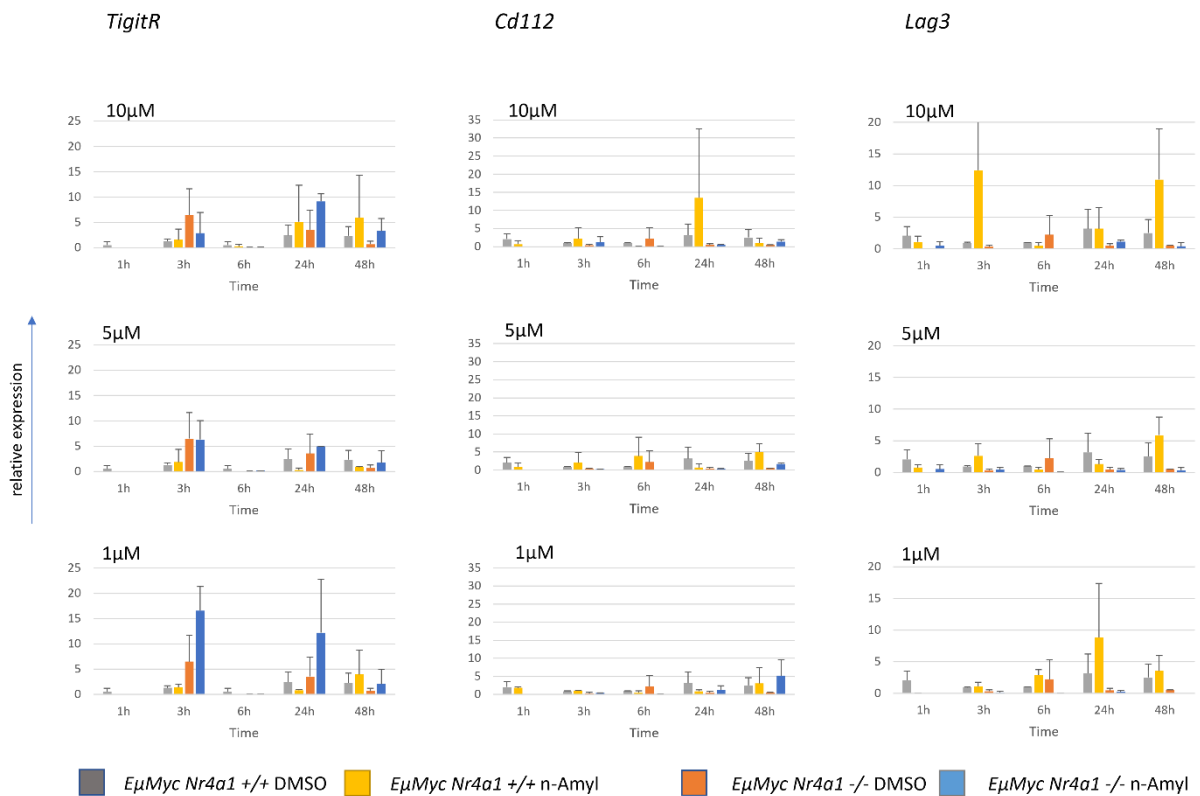 TigitR
Cd112
Lag3
10µM
25
20
15
10
5
0
1h 3h 6h 24h 48h
Time
10µM
35
30
25
20
15
10
5
0
1h 3h 6h 24h 48h
Time
10µM
20
15
10
5
0
1h 3h 6h 24h 48h
Time
relative expression
5µM
25
20
15
10
5
0
1h 3h 6h 24h 48h
Time
5µM
35
30
25
20
15
10
5
0
1h 3h 6h 24h 48h
Time
5µM
20
15
10
5
0
1h 3h 6h 24h 48h
Time
1µM
25
20
15
10
5
0
1h 3h 6h 24h 48h
Time
1µM
35
30
25
20
15
10
5
0
1h 3h 6h 24h 48h
Time
1µM
20
15
10
5
0
1h 3h 6h 24h 48h
Time
EµMyc Nr4a1 +/+ DMSO
EµMyc Nr4a1 +/+ n-Amyl
EµMyc Nr4a1 -/- DMSO
EµMyc Nr4a1 -/- n-Amyl